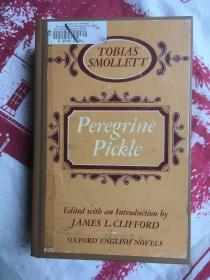 TOBIAS
SMOLLETT
Peregrine
Pickle
Edited with an Introduction by
JAMES L. CLIFFORD
OXFORD ENGLISH NOVELS